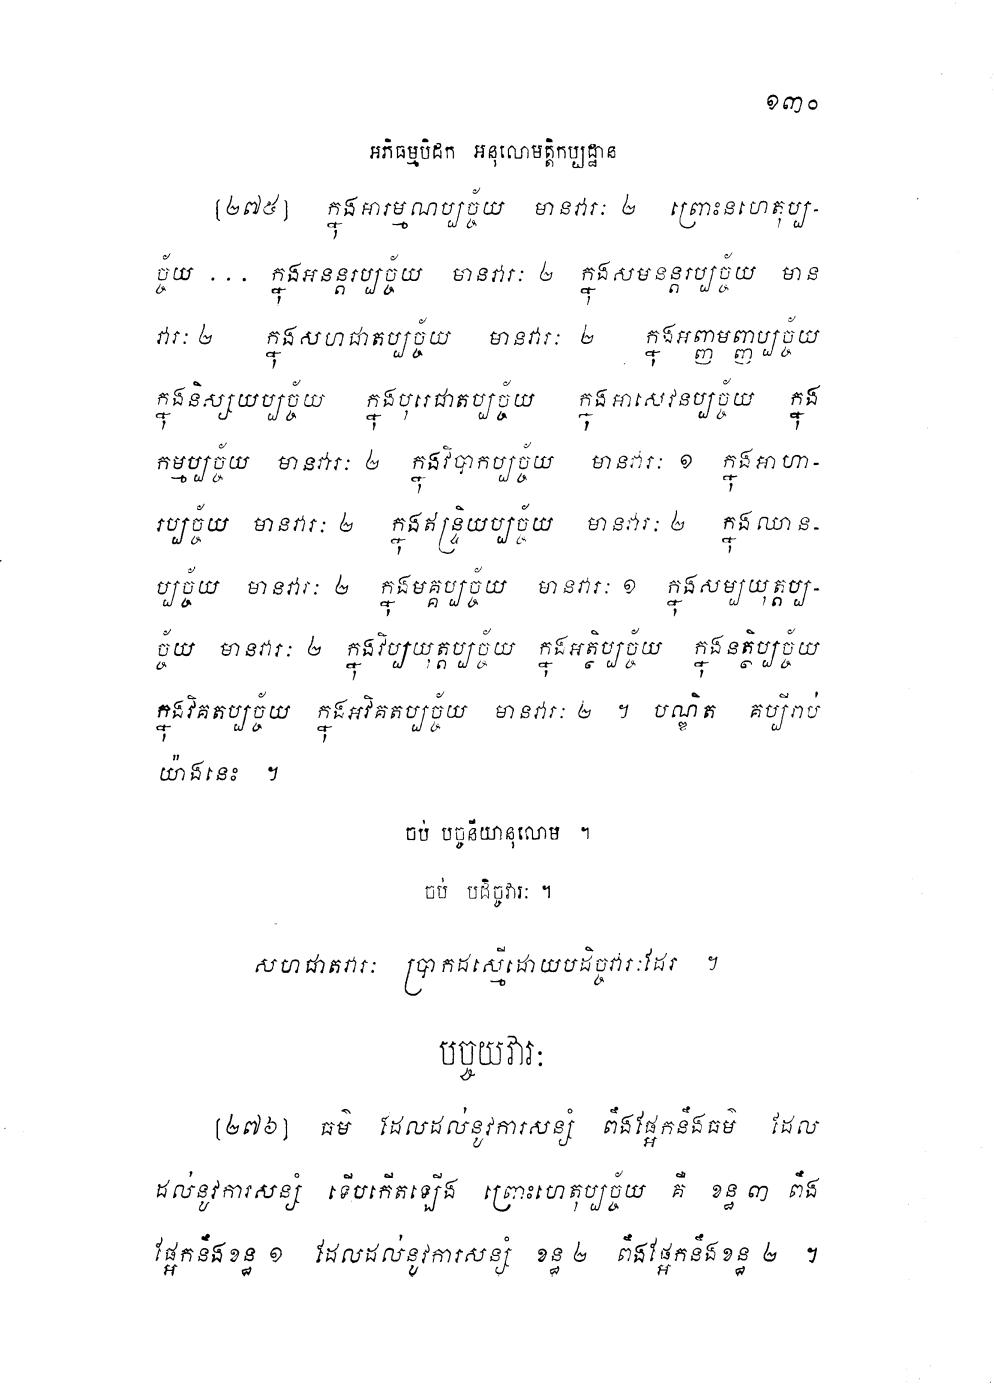 ១៣០
អភិធម្មបិដក អនុលោមត្តិកប្បដ្ឋាន
[២៧៥] ក្នុងអារម្មណប្បច្ច័យ មានវារៈ ២ ព្រោះនហេតុប្ប-
ច្ច័យ ... ក្នុងអនន្តរប្បច្ច័យ មានវារៈ ២ ក្នុងសមនន្តរប្បច្ច័យ មាន
វារៈ ២ ក្នុងសហជាតប្បច្ច័យ មានវារៈ ២ ក្នុងអញ្ញាមញ្ញប្បច្ច័យ
ក្នុងនិស្សយប្បច្ច័យ ក្នុងបុរេជាតប្បច្ច័យ ក្នុងអាសេវនប្បច្ច័យ ក្នុង
កម្មប្បច្ច័យ មានវារៈ ២ ក្នុងវិបាកប្បច្ច័យ មានវារៈ ១ ក្នុងអាហា-
រប្បច្ច័យ មានវារៈ ២ ក្នុងឥន្ទ្រិយប្បច្ច័យ មានវារៈ ២ ក្នុងឈាន-
ប្បច្ច័យ មានវារៈ ២ ក្នុងមគ្គប្បច្ច័យ មានវារៈ ១ ក្នុងសម្បយុត្តប្ប-
ច្ច័យ មានវារៈ ២ ក្នុងវិប្បយុត្តប្បច្ច័យ ក្នុងអត្ថិប្បច្ច័យ ក្នុងនត្ថិប្បច្ច័យ
ក្នុងវិគតប្បច្ច័យ ក្នុងអវិគតប្បច្ច័យ មានវារៈ ២ ។ បណ្ឌិត គប្បីរាប់
យ៉ាងនេះ ។
ចប់ បច្ចនីយានុលោម ។
ចប់ បដិច្ចវារៈ ។
សហជាតវារៈ ប្រាកដស្មើដោយបដិច្ចវារៈដែរ ។
បច្ចយវារៈ
[២៧៦] ធម៌ ដែលដល់នូវការសន្សំ ពឹងផ្អែកនឹងធម៌ ដែល
ដល់នូវការសន្សំ ទើបកើតឡើង ព្រោះហេតុប្បច្ច័យ គឺ ខន្ធ ៣ ពឹង
ផ្អែកនឹងខន្ធ ១ ដែលដល់នូវការសន្សំ ខន្ធ ២ ពឹងផ្អែកនឹងខន្ធ ២ ។